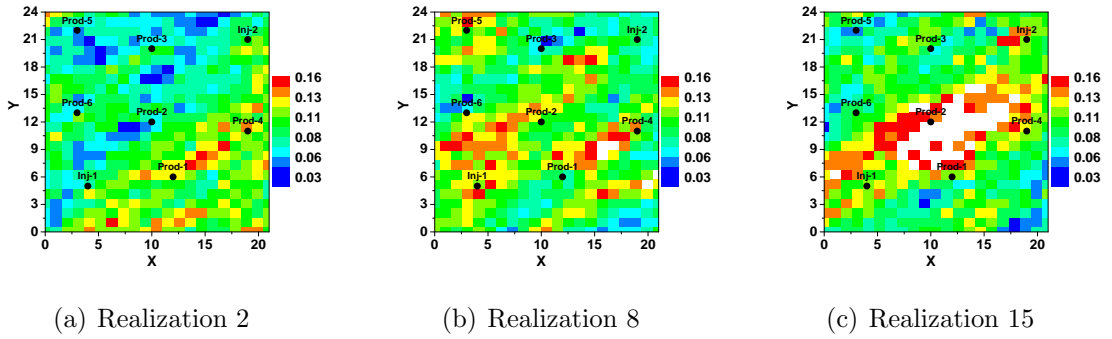 24
21
18
15
12
9
6
3
0
Y
0 5 10 15 20
X
Prod-5
Inj-2
Prod-3
Prod-6
Prod-2
Prod-4
Prod-1
Inj-1
0.16
0.13
0.11
0.08
0.06
0.03
(a) Realization 2
24
21
18
15
12
9
6
3
0
Y
0 5 10 15 20
X
Prod-5
Inj-2
Prod-3
Prod-6
Prod-2
Prod-4
Prod-1
Inj-1
0.16
0.13
0.11
0.08
0.06
0.03
(b) Realization 8
24
21
18
15
12
9
6
3
0
Y
0 5 10 15 20
X
Prod-5
Inj-2
Prod-3
Prod-6
Prod-2
Prod-4
Prod-1
Inj-1
0.16
0.13
0.11
0.08
0.06
0.03
(c) Realization 15